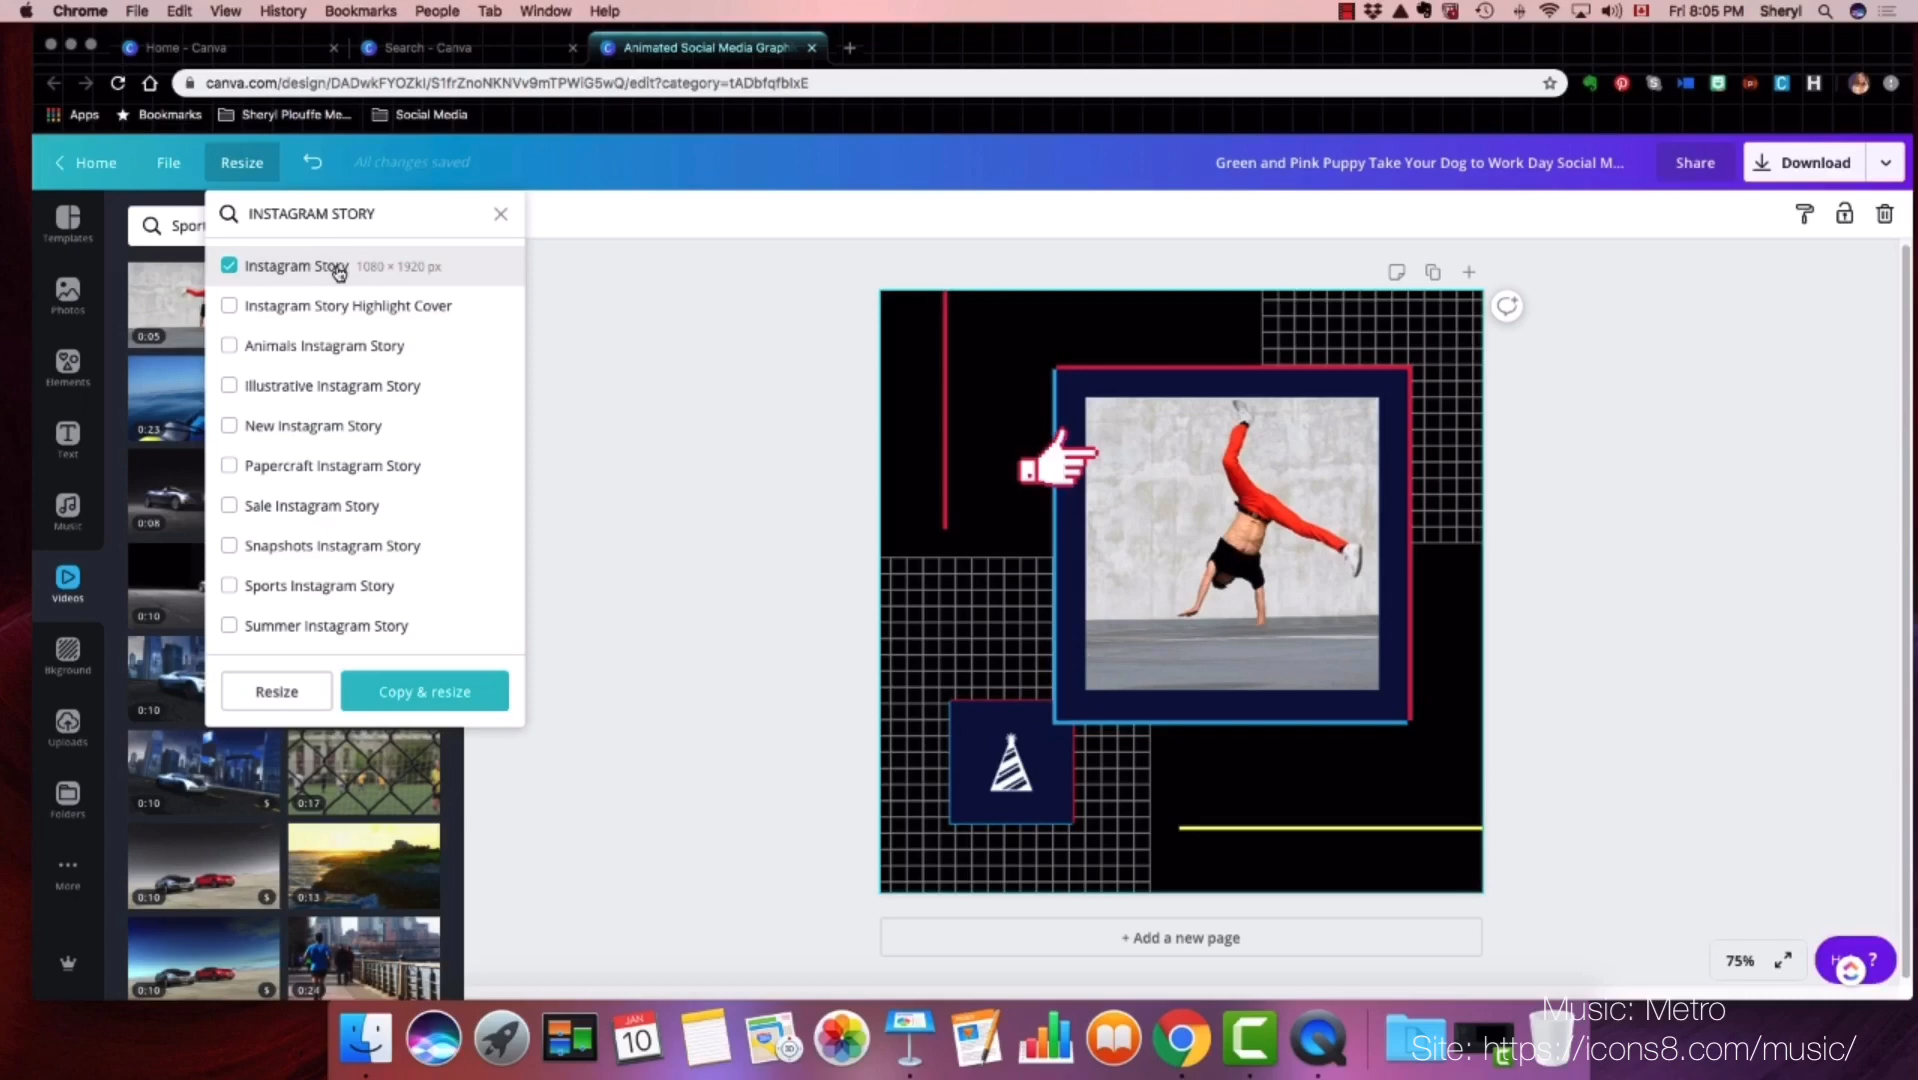 Chrome File Edit View History Bookmarks People Tab Window Help
Fri 8:05 PM Sheryl
Home - Canva
Search - Canva
Animated Social Media Graph
canva.com/design/DADwkFYOZkI/S1frZnoNKNVv9mTPWiG5wQ/edit?category=tADbfqfbIxE
Apps Bookmarks Sheryl Plouffe Me... Social Media
Home File Resize All changes saved
Green and Pink Puppy Take Your Dog to Work Day Social M...
Share Download
INSTAGRAM STORY
Templates
Photos
Elements
Text
Music
Videos
Bkground
Uploads
Folders
More
Sport
Instagram Story 1080 × 1920 px
Instagram Story Highlight Cover
Animals Instagram Story
Illustrative Instagram Story
New Instagram Story
Papercraft Instagram Story
Sale Instagram Story
Snapshots Instagram Story
Sports Instagram Story
Summer Instagram Story
Resize Copy & resize
0:05
0:23
0:08
0:10
0:10
0:10 $ 0:17
0:10 $ 0:13
0:10 $ 0:24
+ Add a new page
75%
?
JAN
10
Music: Metro
Site: https://icons8.com/music/